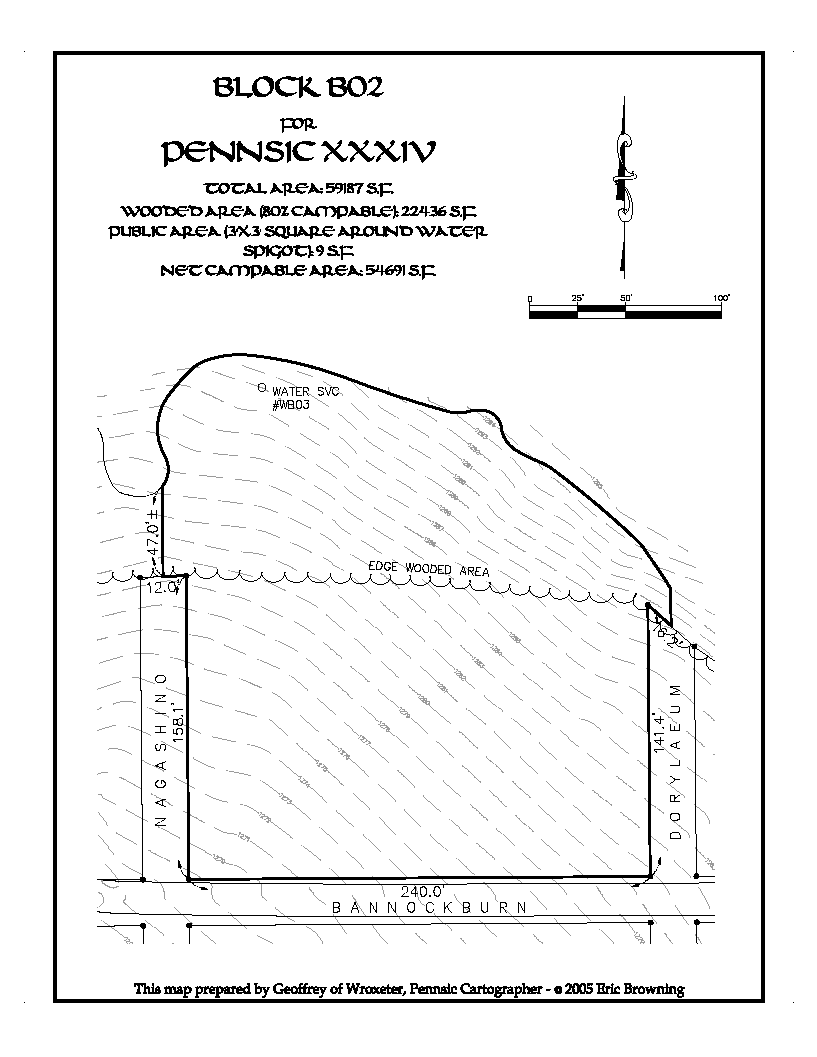 BLOCK B02
FOR
PENNSIC XXXIV
TOTAL AREA: 59187 S.F.
WOODED AREA (80% CAMPABLE): 22436 S.F.
PUBLIC AREA (3'X3' SQUARE AROUND WATER
SPIGOT): 9 S.F.
NET CAMPABLE AREA: 54691 S.F.
0 25' 50' 100'
WATER SVC
#WB03
47.0'±
EDGE WOODED AREA
12.0'
NAGASHINO
158.1'
141.4'
DORYLAEUM
240.0'
BANNOCKBURN
This map prepared by Geoffrey of Wroxeter, Pennsic Cartographer - © 2005 Eric Browning